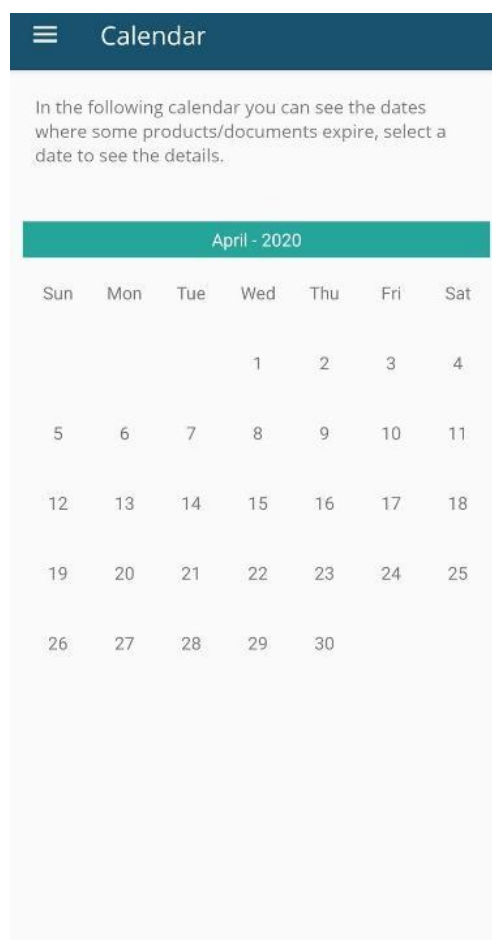 Calendar
In the following calendar you can see the dates
where some products/documents expire, select a
date to see the details.
April - 2020
Sun Mon Tue Wed Thu Fri Sat
1 2 3 4
5 6 7 8 9 10 11
12 13 14 15 16 17 18
19 20 21 22 23 24 25
26 27 28 29 30